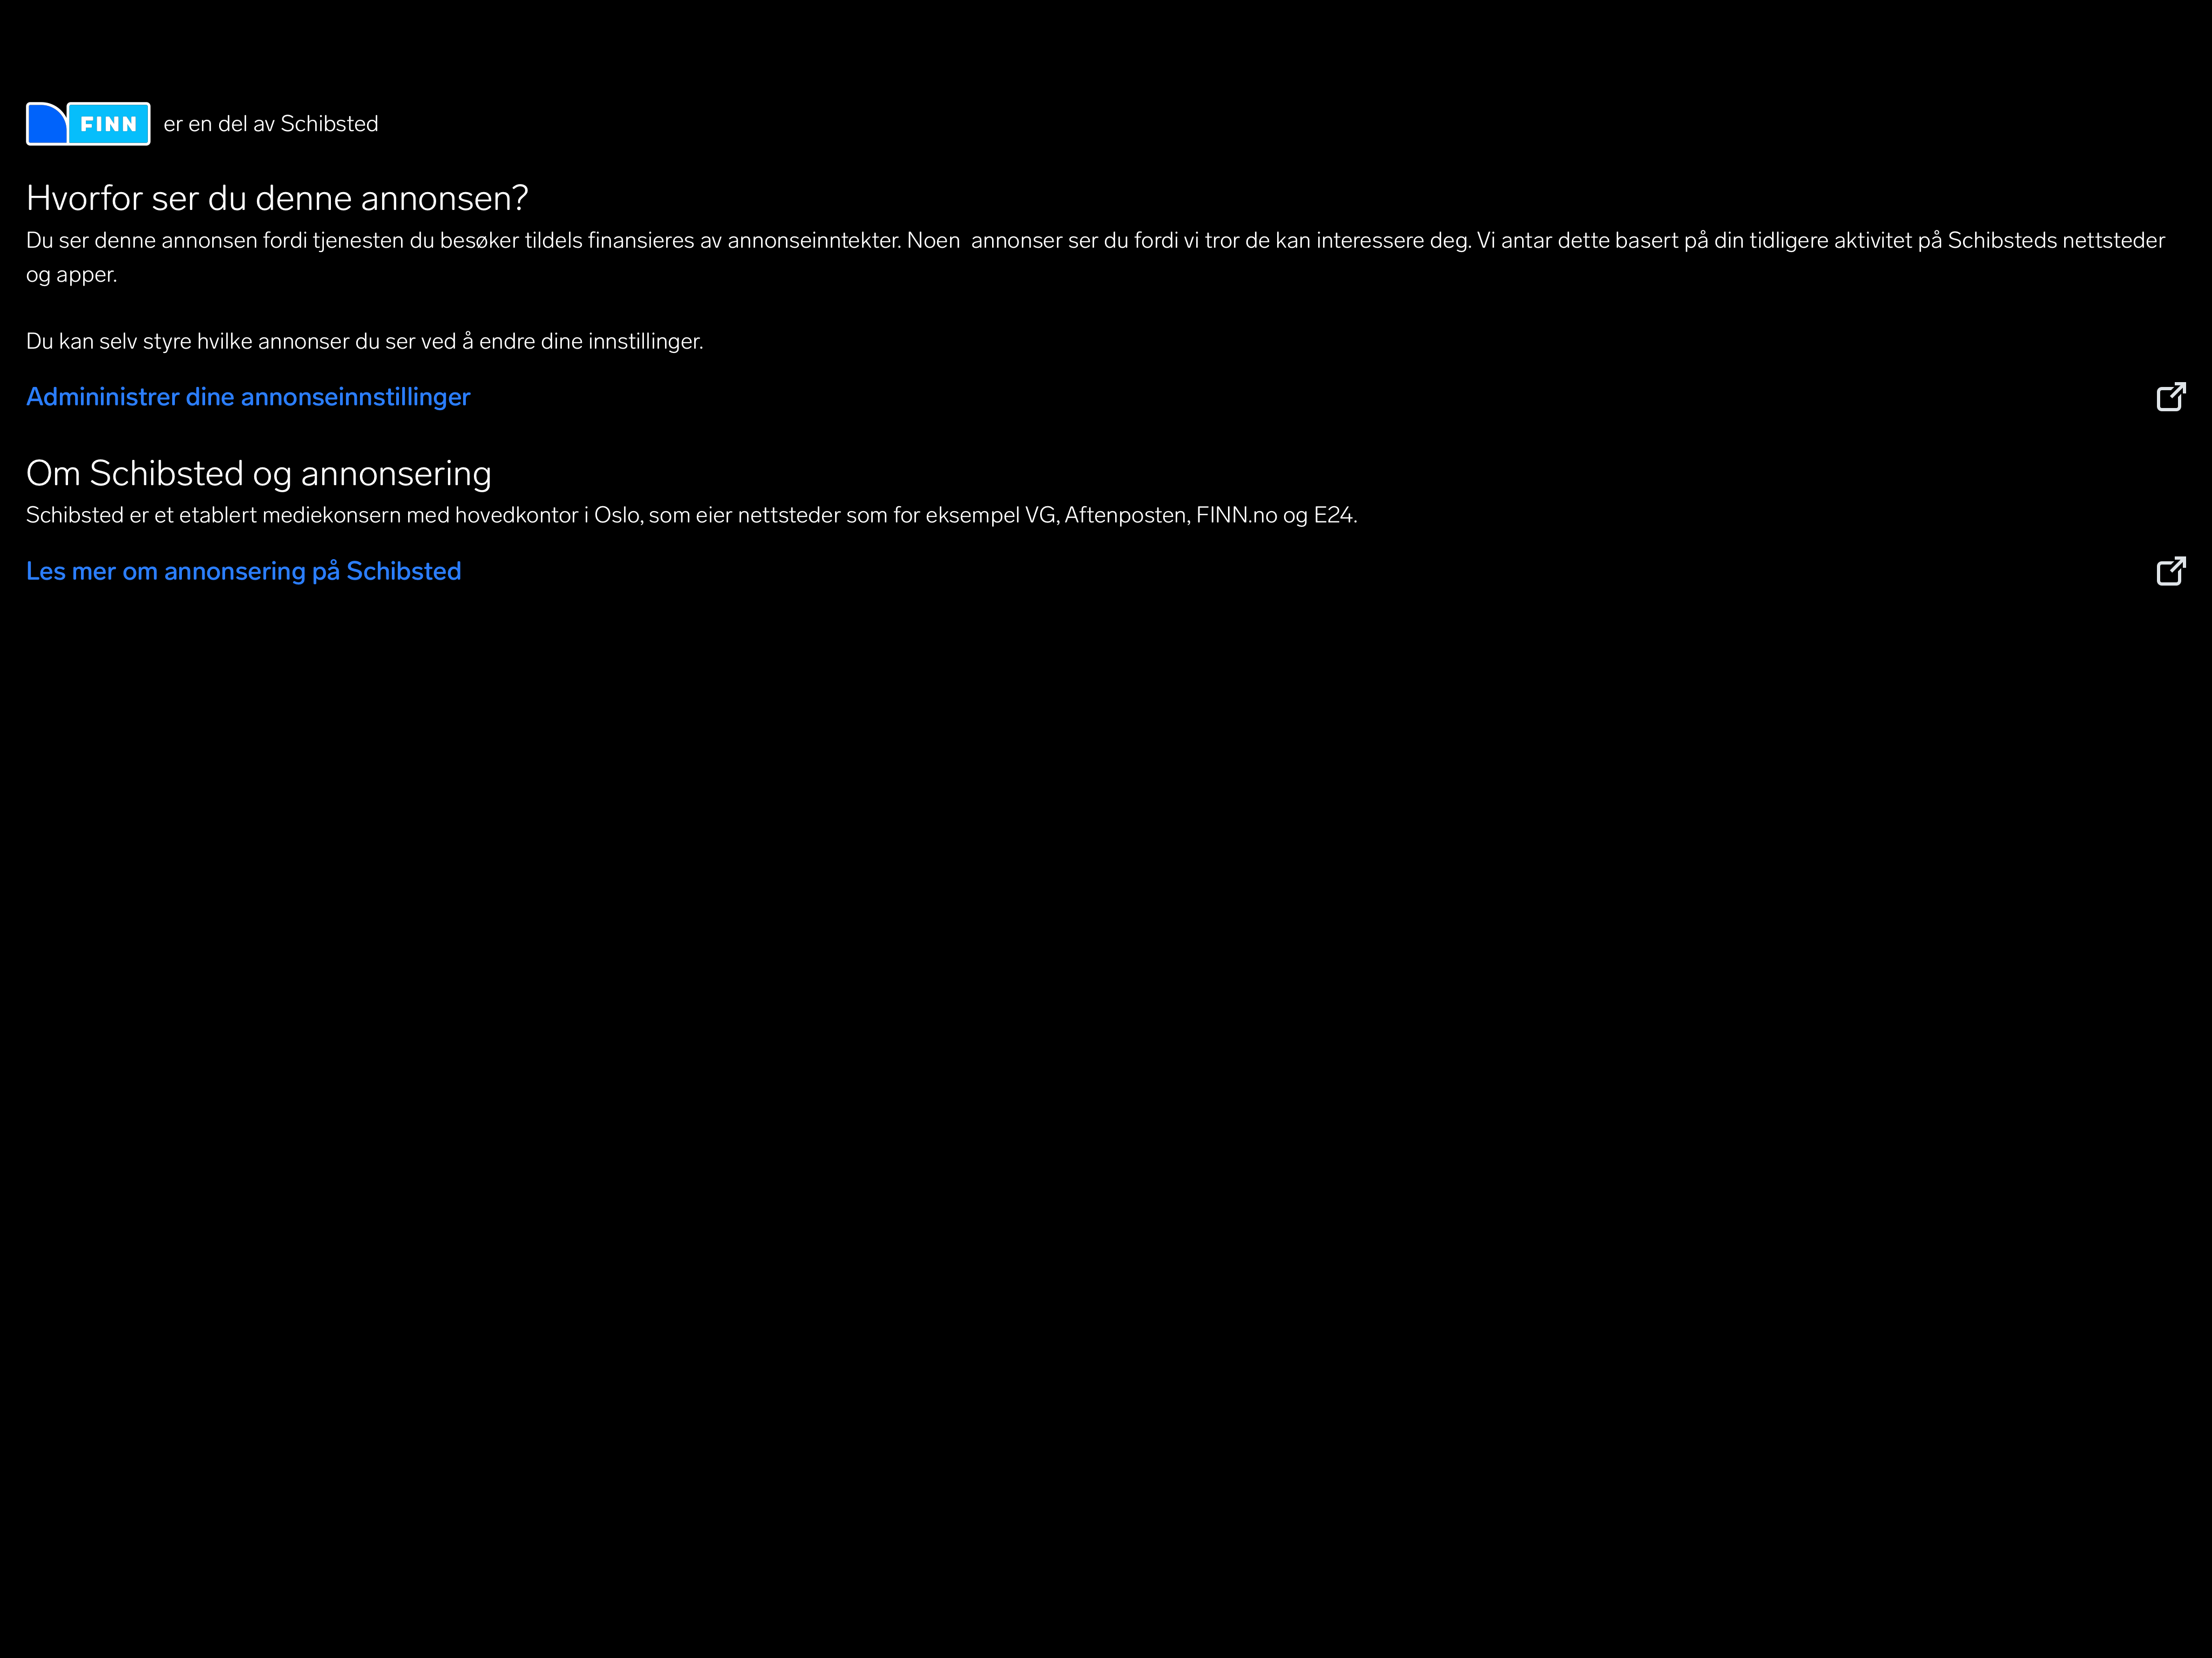 FINN er en del av Schibsted
Hvorfor ser du denne annonsen?
Du ser denne annonsen fordi tjenesten du besøker tildels finansieres av annonseinntekter. Noen  annonser ser du fordi vi tror de kan interessere deg. Vi antar dette basert på din tidligere aktivitet på Schibsteds nettsteder
og apper.
Du kan selv styre hvilke annonser du ser ved å endre dine innstillinger.
Admininistrer dine annonseinnstillinger
Om Schibsted og annonsering
Schibsted er et etablert mediekonsern med hovedkontor i Oslo, som eier nettsteder som for eksempel VG, Aftenposten, FINN.no og E24.
Les mer om annonsering på Schibsted